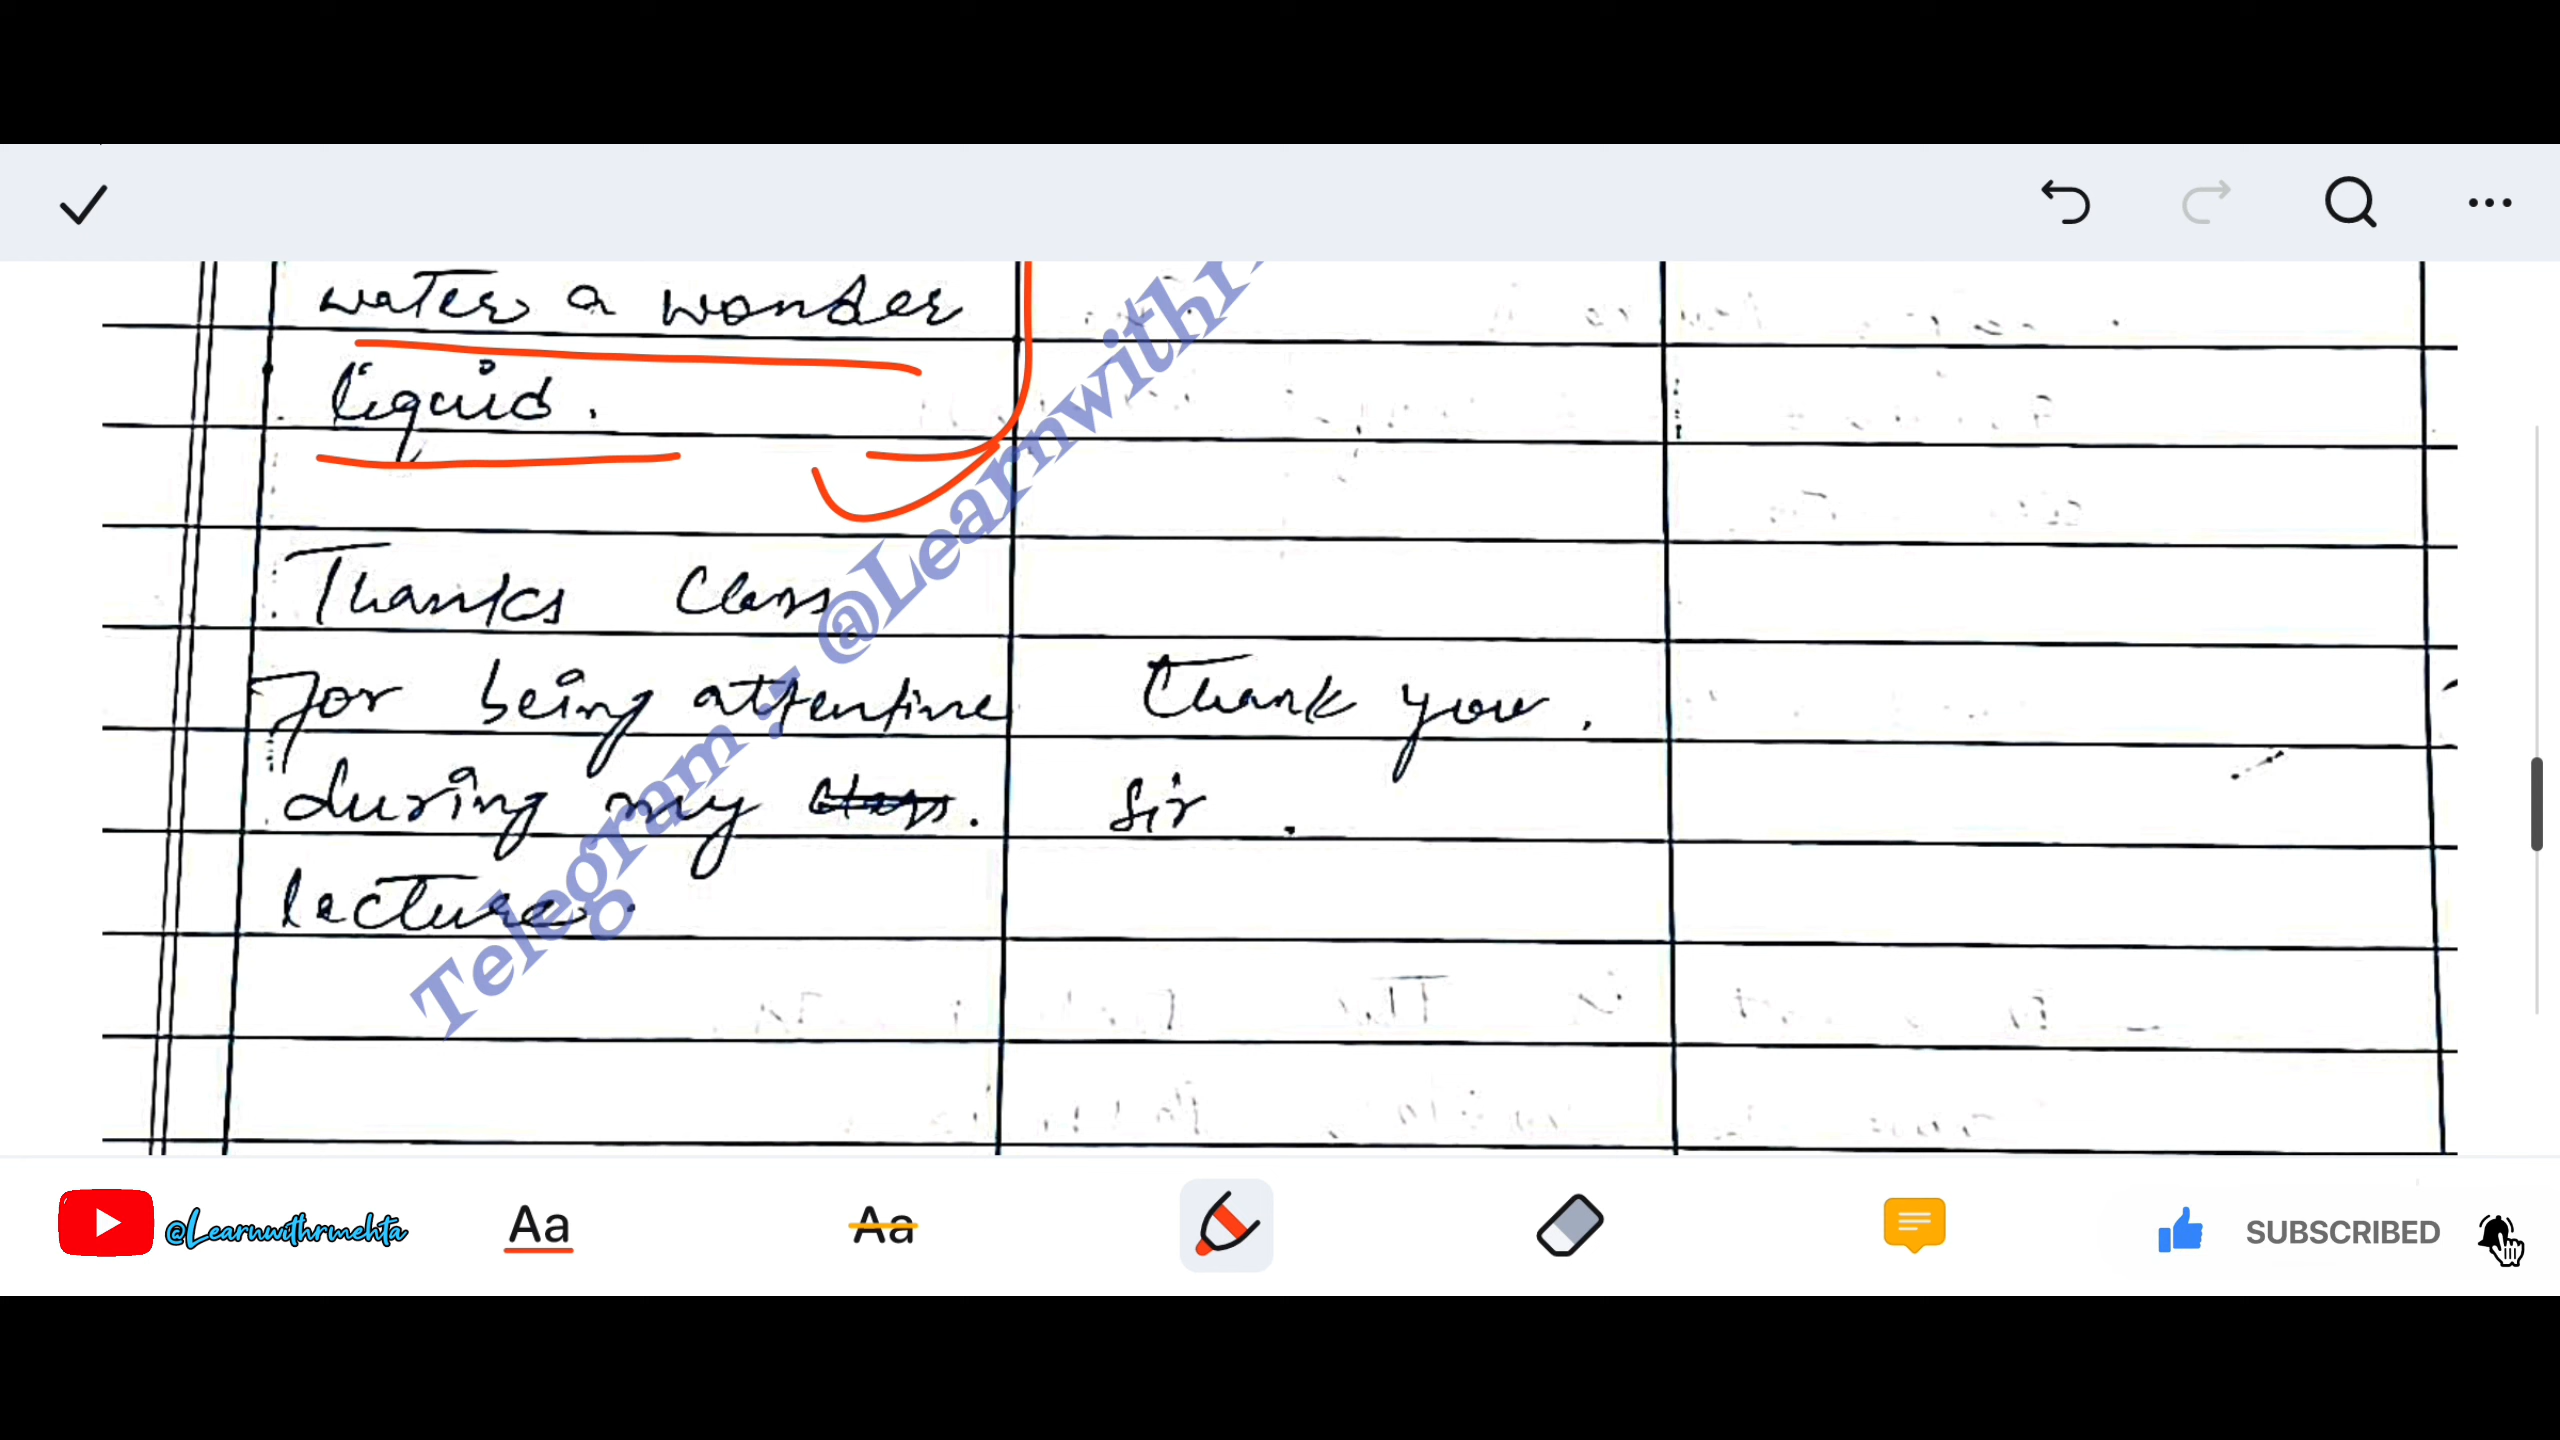 water a wonder
liquid.
Thanks Class
For being attentive
during my class.
lecture.
Thank you.
Sir.
Telegram :- @Learnwithr
@Learnwithrmehta
Aa
Aa
SUBSCRIBED